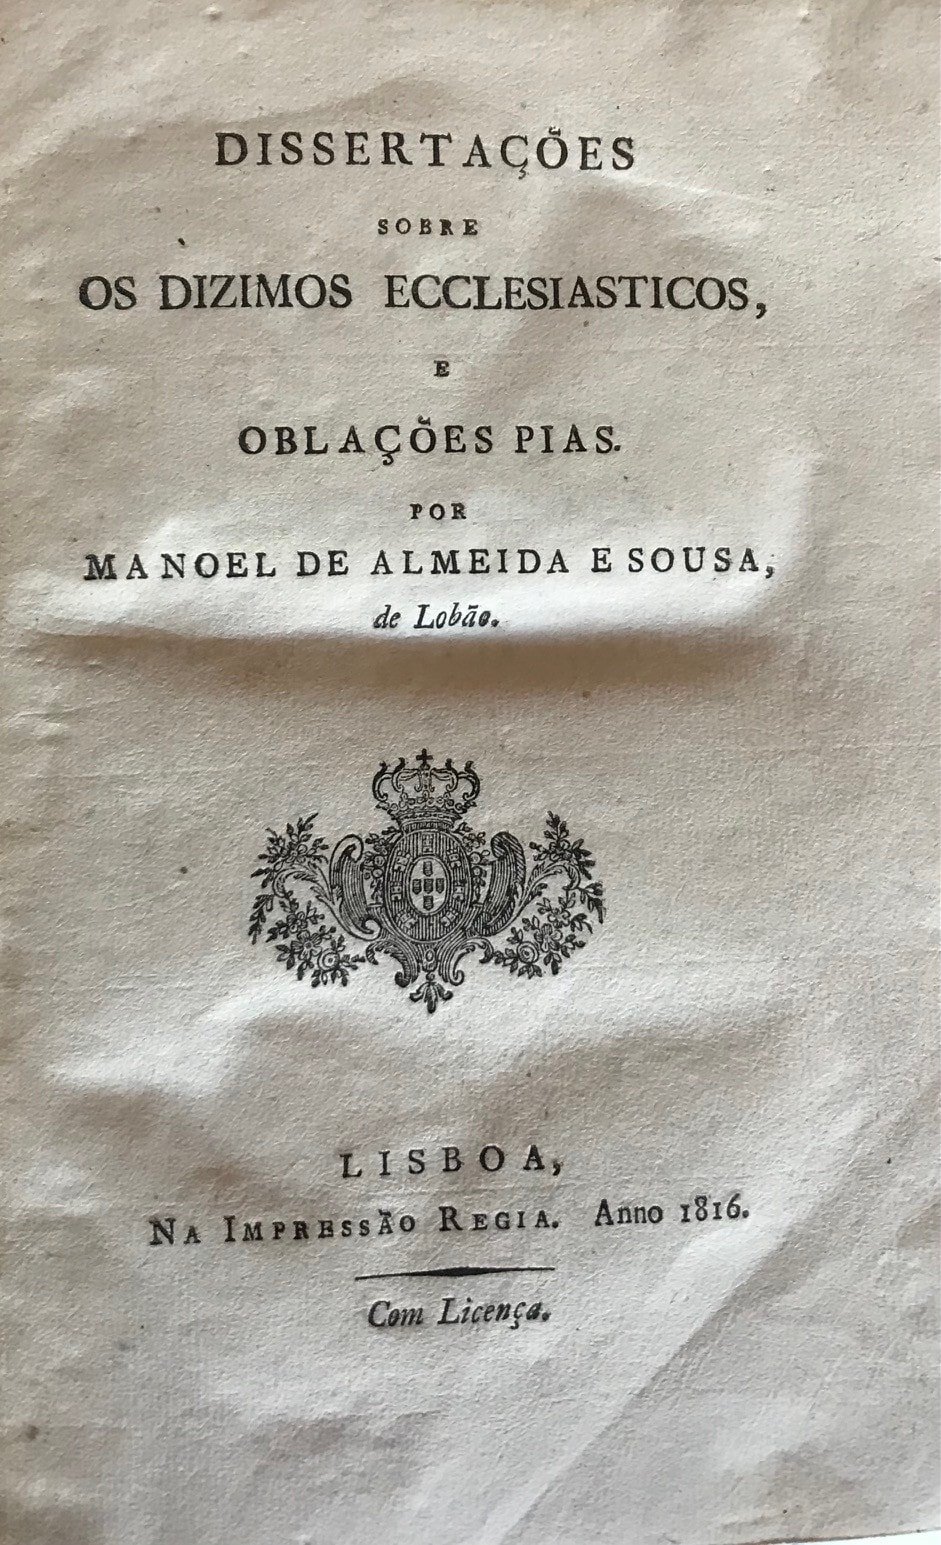 DISSERTAÇÕES
SOBRE
OS DIZIMOS ECCLESIASTICOS,
E
OBLAÇÕES PIAS.
POR
MANOEL DE ALMEIDA E SOUSA,
de Lobão.
LISBOA,
NA IMPRESSÃO REGIA. Anno 1816.
Com Licença.